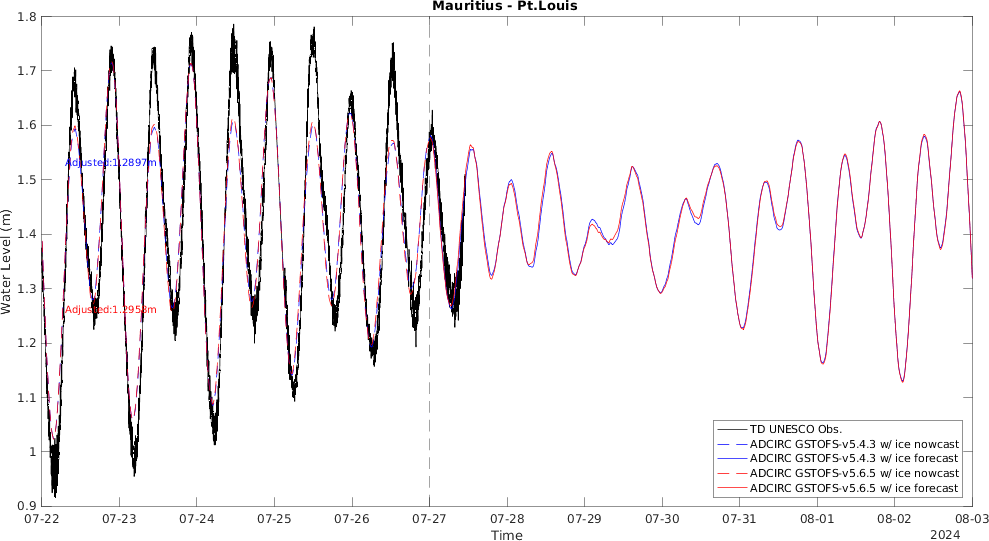 Mauritius - Pt.Louis
Water Level (m)
1.8
1.7
1.6
1.5
1.4
1.3
1.2
1.1
1
0.9
Adjusted:1.2897m
Adjusted:1.2958m
TD UNESCO Obs.
ADCIRC GSTOFS-v5.4.3 w/ ice nowcast
ADCIRC GSTOFS-v5.4.3 w/ ice forecast
ADCIRC GSTOFS-v5.6.5 w/ ice nowcast
ADCIRC GSTOFS-v5.6.5 w/ ice forecast
07-22 07-23 07-24 07-25 07-26 07-27 07-28 07-29 07-30 07-31 08-01 08-02 08-03
Time
2024